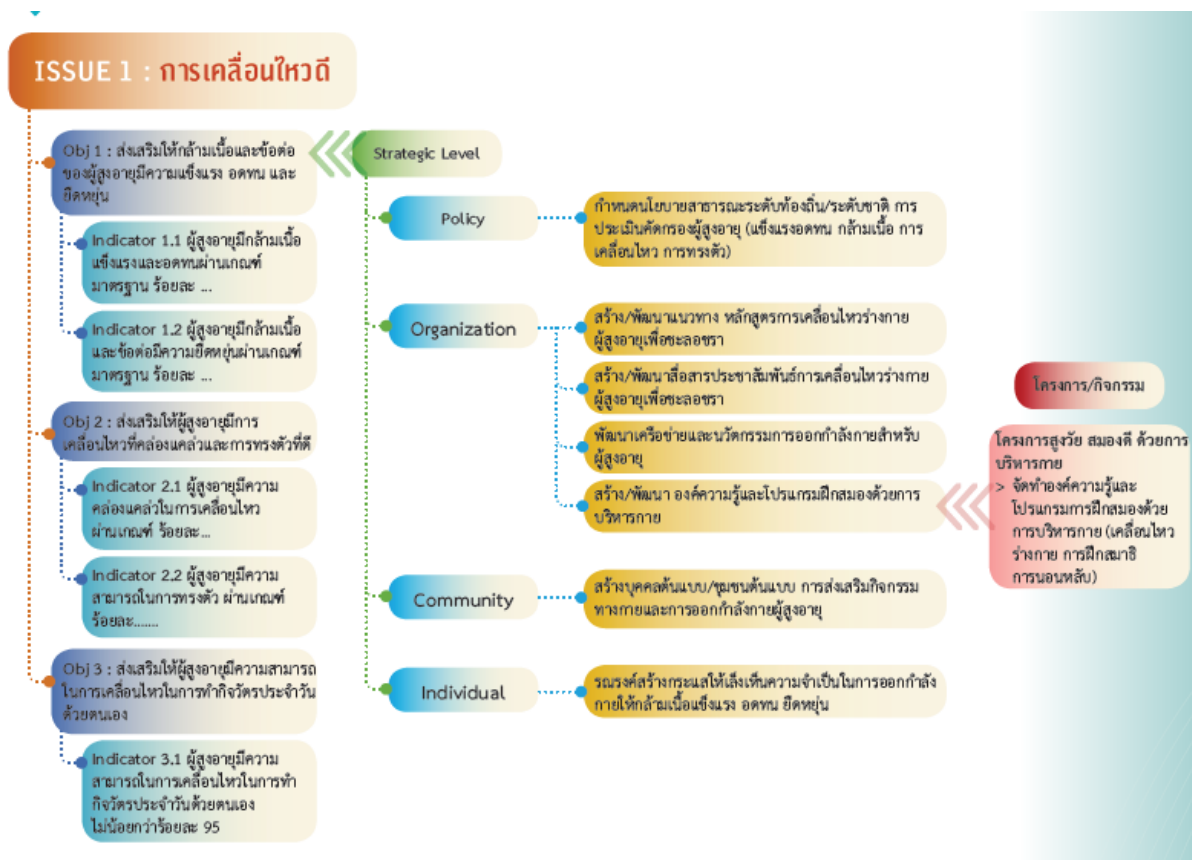 ISSUE 1 : การเคลื่อนไหวดี
Obj 1 : ส่งเสริมให้กล้ามเนื้อและข้อต่อ
ของผู้สูงอายุมีความแข็งแรง อดทน และ
ยืดหยุ่น
Indicator 1.1 ผู้สูงอายุมีกล้ามเนื้อ
แข็งแรงและอดทนผ่านเกณฑ์
มาตรฐาน ร้อยละ ...
Indicator 1.2 ผู้สูงอายุมีกล้ามเนื้อ
และข้อต่อมีความยืดหยุ่นผ่านเกณฑ์
มาตรฐาน ร้อยละ ...
Obj 2 : ส่งเสริมให้ผู้สูงอายุมีการ
เคลื่อนไหวที่คล่องแคล่วและการทรงตัวที่ดี
Indicator 2.1 ผู้สูงอายุมีความ
คล่องแคล่วในการเคลื่อนไหว
ผ่านเกณฑ์ ร้อยละ...
Indicator 2.2 ผู้สูงอายุมีความ
สามารถในการทรงตัว ผ่านเกณฑ์
ร้อยละ.......
Obj 3 : ส่งเสริมให้ผู้สูงอายุมีความสามารถ
ในการเคลื่อนไหวในการทำกิจวัตรประจำวัน
ด้วยตนเอง
Indicator 3.1 ผู้สูงอายุมีความ
สามารถในการเคลื่อนไหวในการทำ
กิจวัตรประจำวันด้วยตนเอง
ไม่น้อยกว่าร้อยละ 95
Strategic Level
Policy
กำหนดนโยบายสาธารณะระดับท้องถิ่น/ระดับชาติ การ
ประเมินคัดกรองผู้สูงอายุ (แข็งแรงอดทน กล้ามเนื้อ การ
เคลื่อนไหว การทรงตัว)
Organization
สร้าง/พัฒนาแนวทาง หลักสูตรการเคลื่อนไหวร่างกาย
ผู้สูงอายุเพื่อชะลอชรา
สร้าง/พัฒนาสื่อสารประชาสัมพันธ์การเคลื่อนไหวร่างกาย
ผู้สูงอายุเพื่อชะลอชรา
พัฒนาเครือข่ายและนวัตกรรมการออกกำลังกายสำหรับ
ผู้สูงอายุ
สร้าง/พัฒนา องค์ความรู้และโปรแกรมฝึกสมองด้วยการ
บริหารกาย
Community
สร้างบุคคลต้นแบบ/ชุมชนต้นแบบ การส่งเสริมกิจกรรม
ทางกายและการออกกำลังกายผู้สูงอายุ
Individual
รณรงค์สร้างกระแสให้เล็งเห็นความจำเป็นในการออกกำลัง
กายให้กล้ามเนื้อแข็งแรง อดทน ยืดหยุ่น
โครงการ/กิจกรรม
โครงการสูงวัย สมองดี ด้วยการ
บริหารกาย
> จัดทำองค์ความรู้และ
โปรแกรมการฝึกสมองด้วย
การบริหารกาย (เคลื่อนไหว
ร่างกาย การฝึกสมาธิ
การนอนหลับ)